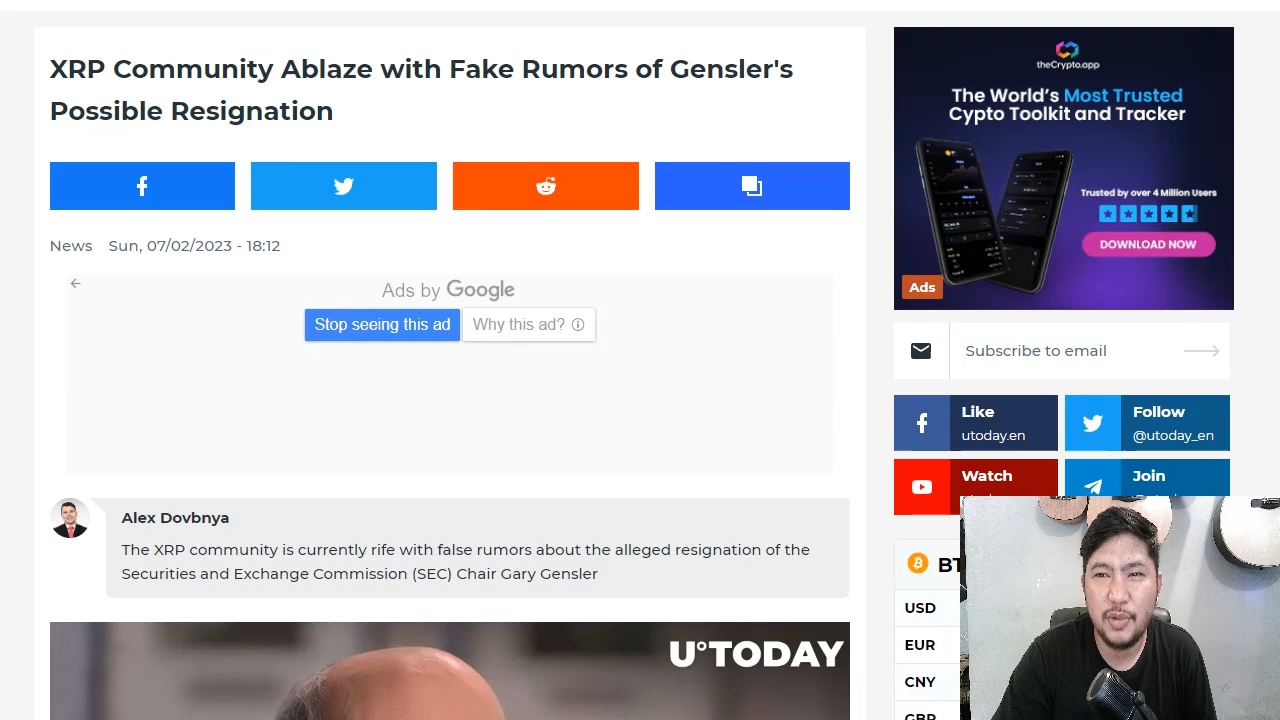 XRP Community Ablaze with Fake Rumors of Gensler's
Possible Resignation
News Sun, 07/02/2023 - 18:12
Ads by Google
Stop seeing this ad
Why this ad?
Alex Dovbnya
The XRP community is currently rife with false rumors about the alleged resignation of the
Securities and Exchange Commission (SEC) Chair Gary Gensler
U°TODAY
theCrypto.app
The World's Most Trusted
Cypto Toolkit and Tracker
Trusted by over 4 Million Users
DOWNLOAD NOW
Ads
Subscribe to email
Like
utoday.en
Follow
@utoday_en
Watch
Join
USD
EUR
CNY
GBP